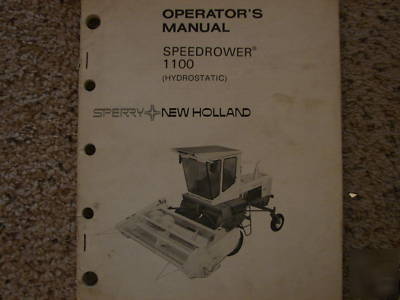 OPERATOR'S
MANUAL
SPEEDROWER®
1100
(HYDROSTATIC)
SPERRY NEW HOLLAND